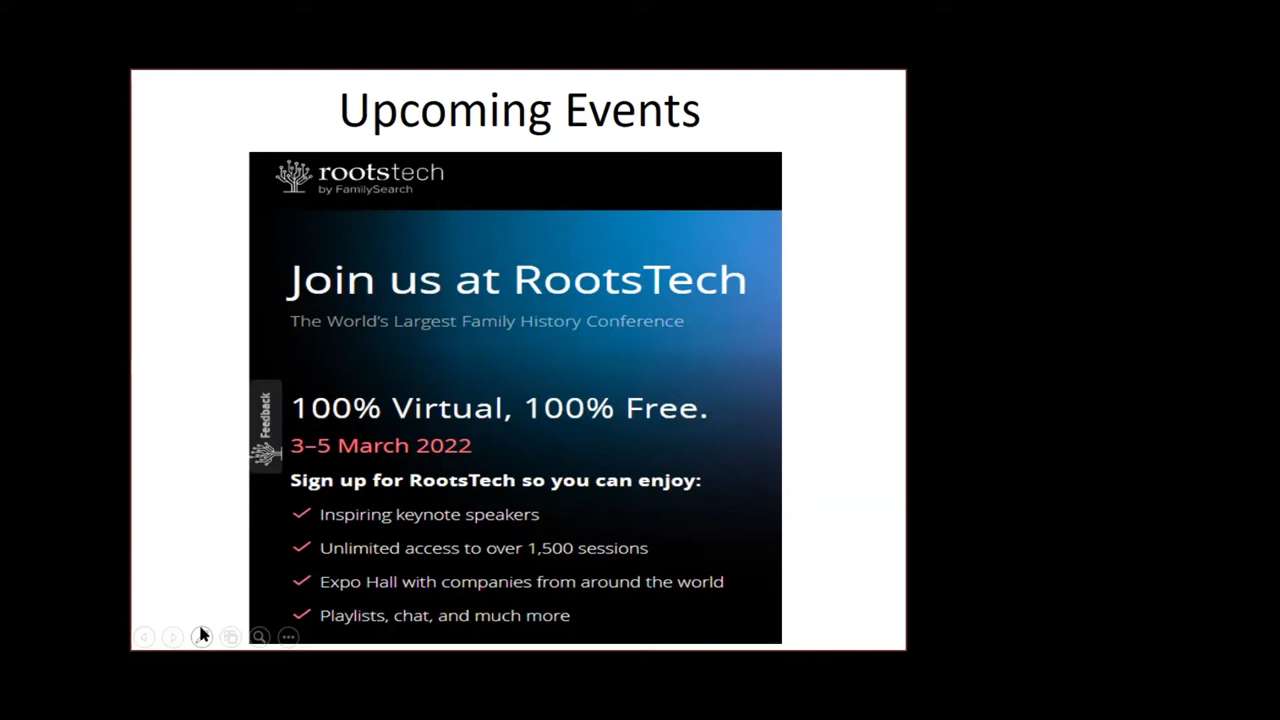 Upcoming Events
rootstech
by FamilySearch
Join us at RootsTech
The World's Largest Family History Conference
Feedback
100% Virtual, 100% Free.
3–5 March 2022
Sign up for RootsTech so you can enjoy:
Inspiring keynote speakers
Unlimited access to over 1,500 sessions
Expo Hall with companies from around the world
Playlists, chat, and much more